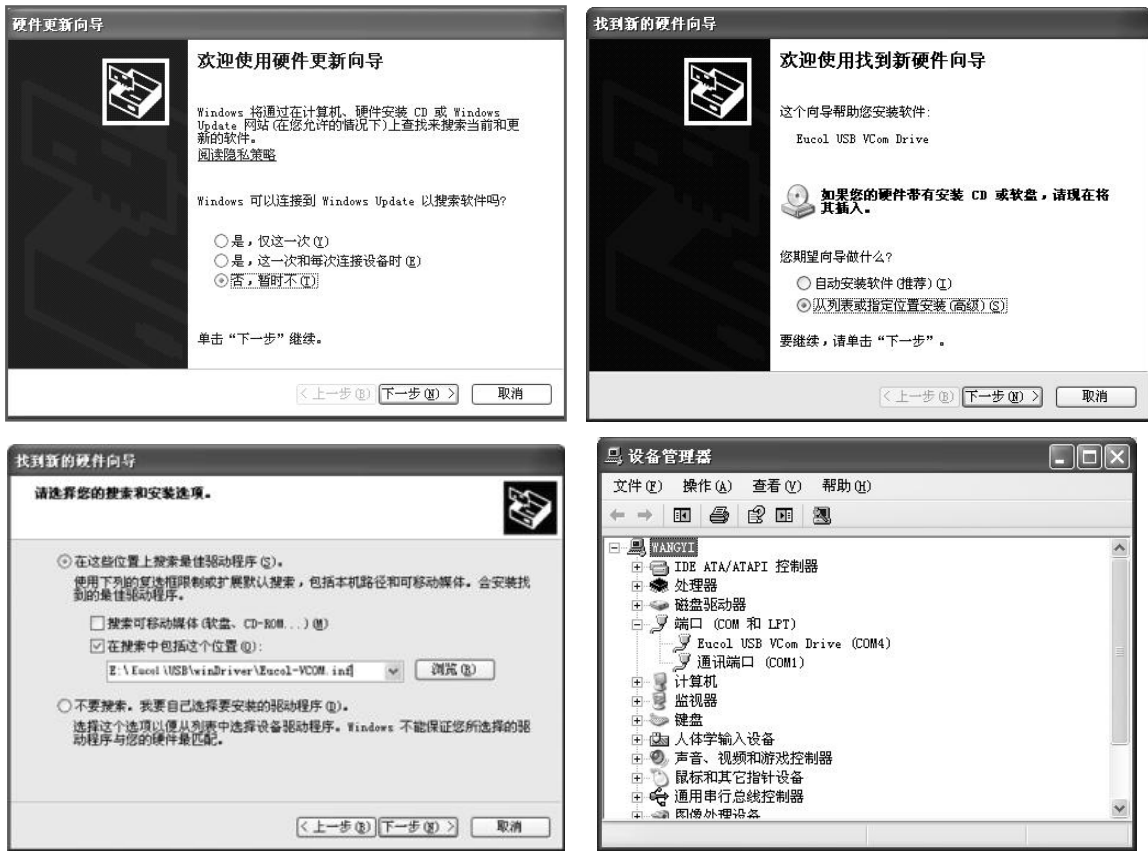 硬件更新向导
欢迎使用硬件更新向导
Windows 将通过在计算机、硬件安装 CD 或 Windows
Update 网站(在您允许的情况下)上查找来搜索当前和更
新的软件。
阅读隐私策略
Windows 可以连接到 Windows Update 以搜索软件吗?
是,仅这一次(Y)
是,这一次和每次连接设备时(E)
否,暂时不(T)
单击“下一步”继续。
<上一步(B) 下一步(N)> 取消
找到新的硬件向导
欢迎使用找到新硬件向导
这个向导帮助您安装软件:
Eucol USB VCom Drive
如果您的硬件带有安装 CD 或软盘,请现在将
其插入。
您期望向导做什么?
自动安装软件(推荐)(I)
从列表或指定位置安装(高级)(S)
要继续,请单击“下一步”。
<上一步(B) 下一步(N)> 取消
找到新的硬件向导
请选择您的搜索和安装选项。
在这些位置上搜索最佳驱动程序(S)。
使用下列的复选框限制或扩展默认搜索,包括本机路径和可移动媒体。会安装找
到的最佳驱动程序。
搜索可移动媒体(软盘、CD-ROM...)(M)
在搜索中包括这个位置(O):
E:\Eucol\USB\winDriver\Eucol-VCOM.inf 浏览(R)
不要搜索。我要自己选择要安装的驱动程序(D)。
选择这个选项以便从列表中选择设备驱动程序。Windows 不能保证您所选择的驱
动程序与您的硬件最匹配。
<上一步(B) 下一步(N)> 取消
设备管理器
文件(F) 操作(A) 查看(V) 帮助(H)
WANGYI
IDE ATA/ATAPI 控制器
处理器
磁盘驱动器
端口 (COM 和 LPT)
Eucol USB VCom Drive (COM4)
通讯端口 (COM1)
计算机
监视器
键盘
人体学输入设备
声音、视频和游戏控制器
鼠标和其它指针设备
通用串行总线控制器
图像处理设备